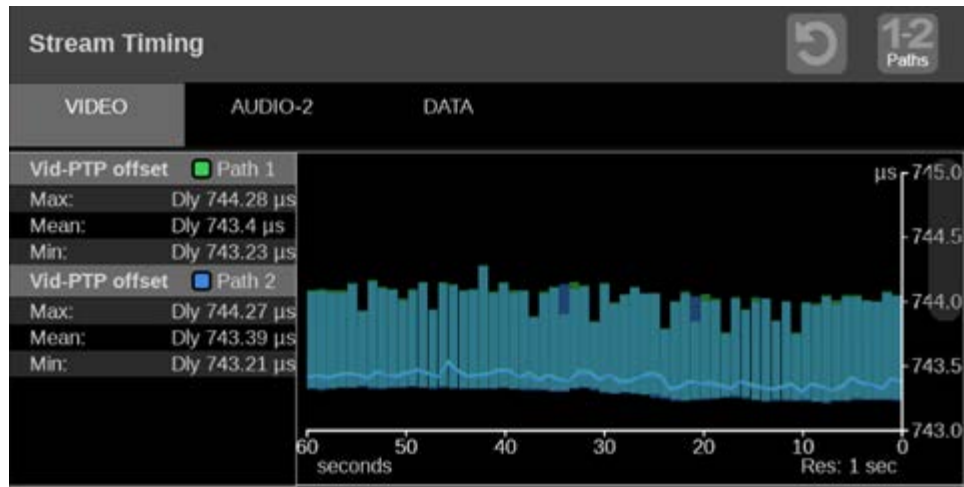 Stream Timing
1-2
Paths
VIDEO AUDIO-2 DATA
Vid-PTP offset Path 1
Max: Dly 744.28 µs
Mean: Dly 743.4 µs
Min: Dly 743.23 µs
Vid-PTP offset Path 2
Max: Dly 744.27 µs
Mean: Dly 743.39 µs
Min: Dly 743.21 µs
µs 745.0
744.5
744.0
743.5
743.0
60 50 40 30 20 10 0
seconds Res: 1 sec